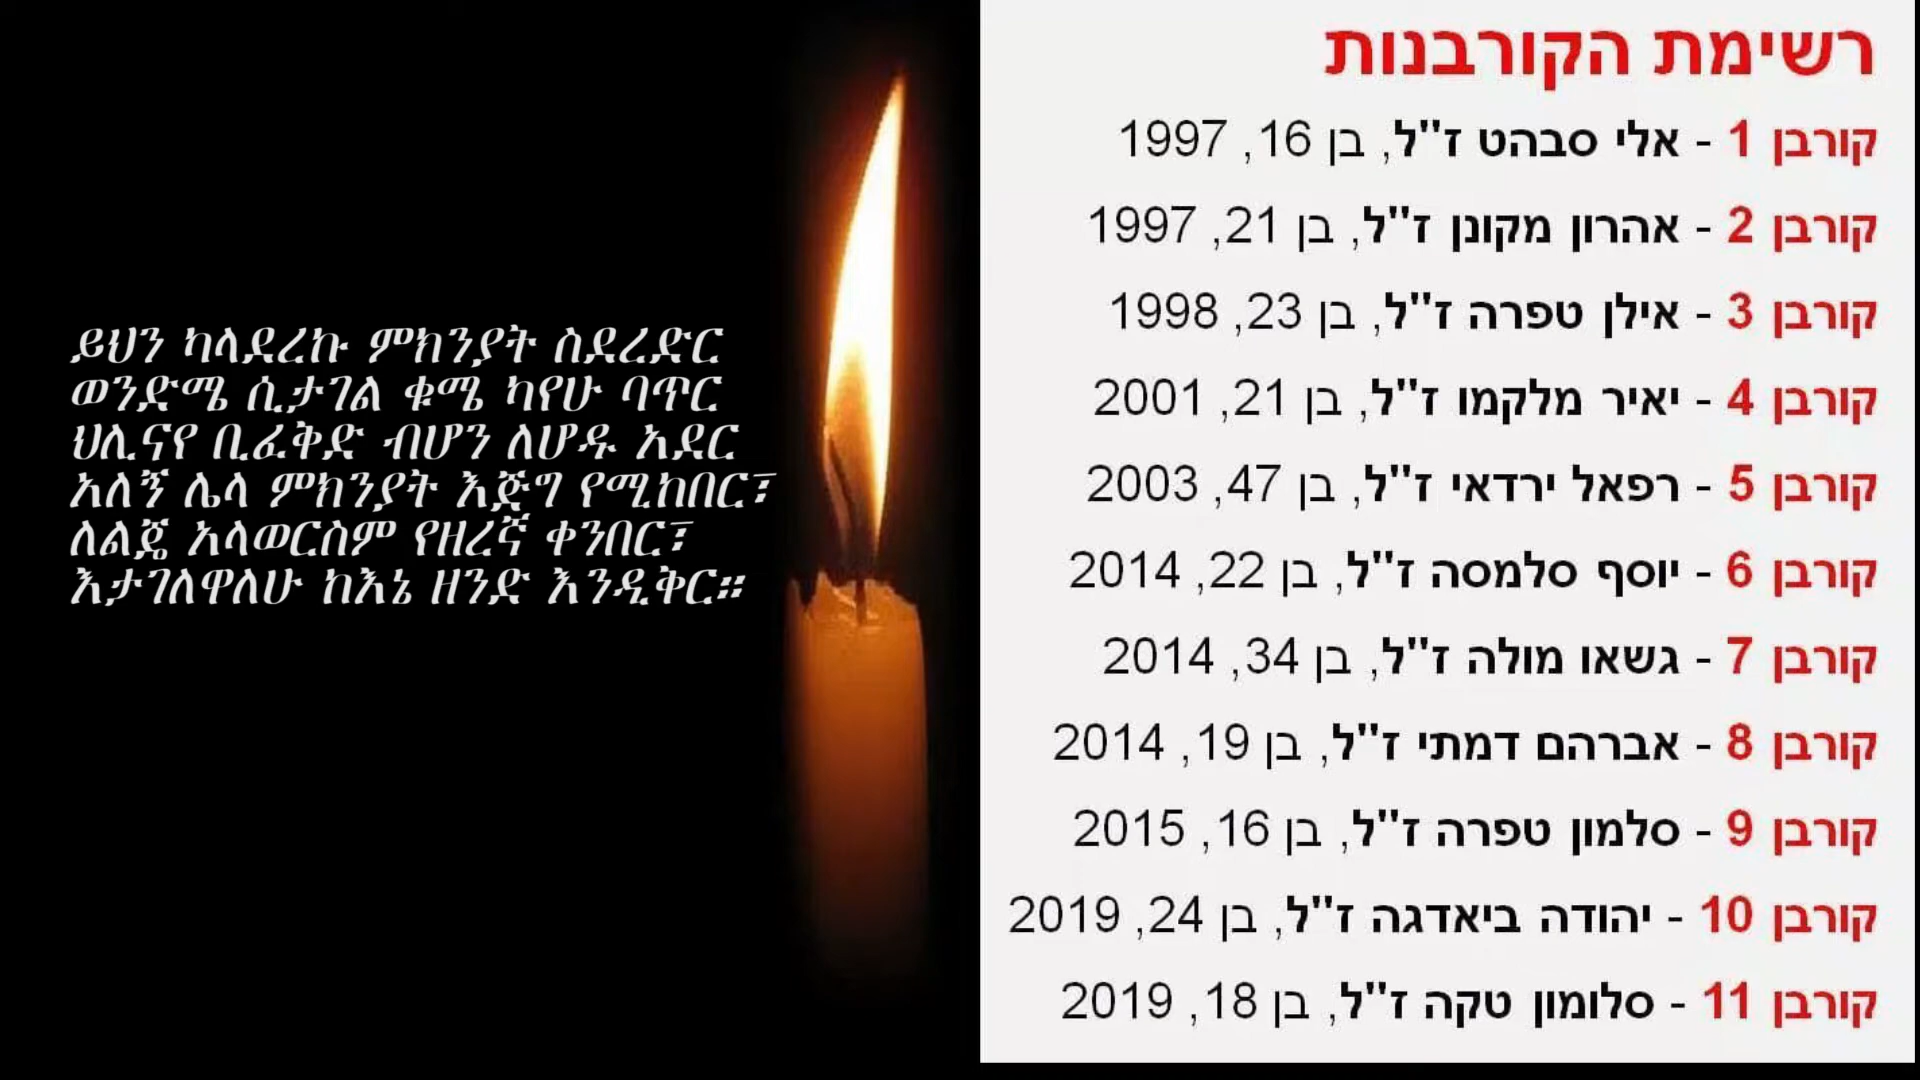 ይህን ካላደረኩ ምክንያት ስደረድር
ወንድሜ ሲታገል ቁሜ ካየሁ ባጥር
ህሊናየ ቢፈቅድ ብሆን ለሆዱ አደር
አለኝ ሌላ ምክንያት እጅግ የሚከበር፣
ለልጄ አላወርስም የዘረኛ ቀንበር፣
እታገለዋለሁ ከእኔ ዘንድ እንዲቅር።።
רשימת הקורבנות
קורבן 1 - אלי סבהט ז"ל, בן 16, 1997
קורבן 2 - אהרון מקונן ז"ל, בן 21, 1997
קורבן 3 - אילן טפרה ז"ל, בן 23, 1998
קורבן 4 - יאיר מלקמו ז"ל, בן 21, 2001
קורבן 5 - רפאל ירדאי ז"ל, בן 47, 2003
קורבן 6 - יוסף סלמסה ז"ל, בן 22, 2014
קורבן 7 - גשאו מולה ז"ל, בן 34, 2014
קורבן 8 - אברהם דמתי ז"ל, בן 19, 2014
קורבן 9 - סלמון טפרה ז"ל, בן 16, 2015
קורבן 10 - יהודה ביאדגה ז"ל, בן 24, 2019
קורבן 11 - סלומון טקה ז"ל, בן 18, 2019